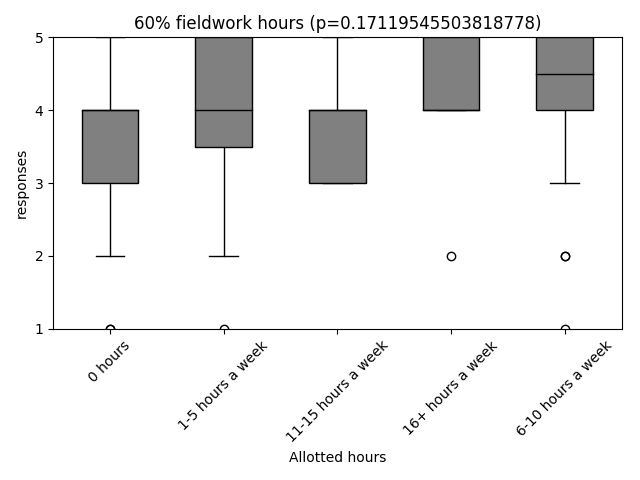 60% fieldwork hours (p=0.17119545503818778)
responses
5
4
3
2
1
0 hours
1-5 hours a week
11-15 hours a week
16+ hours a week
6-10 hours a week
Allotted hours